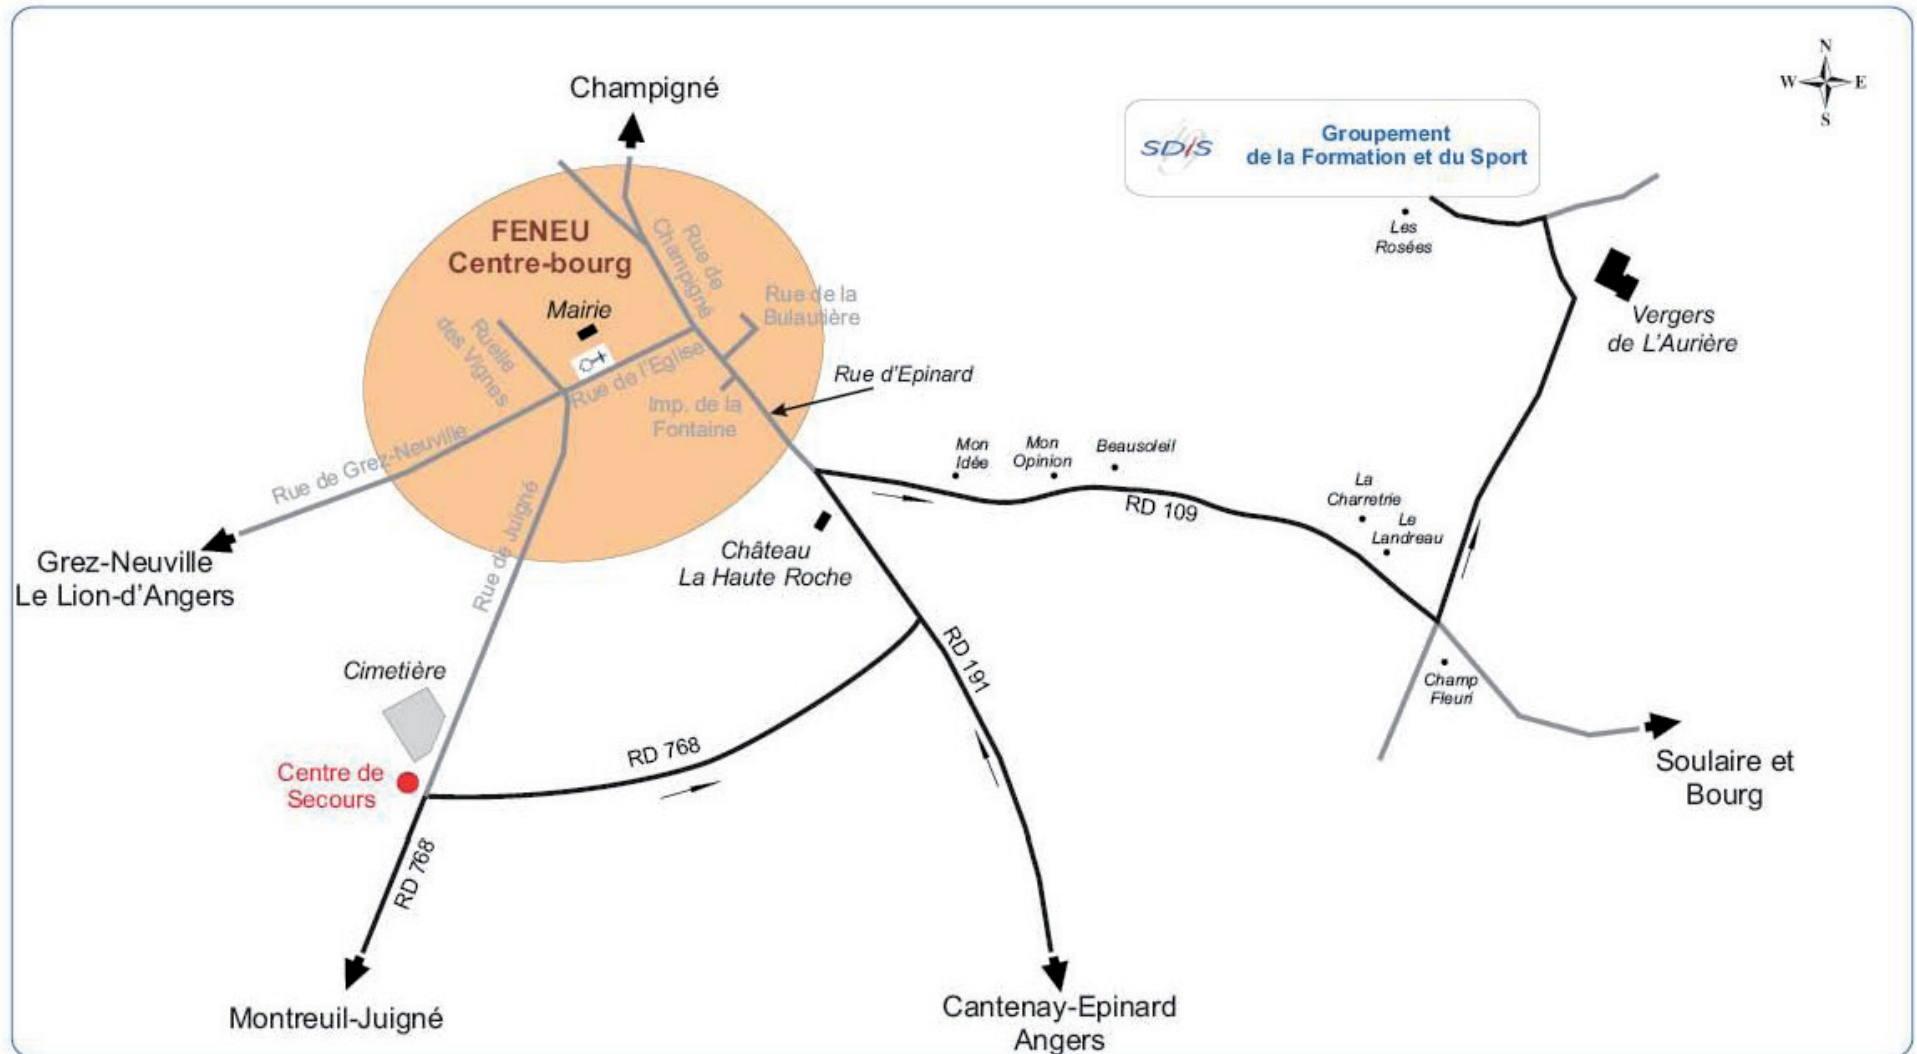 Champigné
N
W
E
S
SDIS
Groupement
de la Formation et du Sport
Les
Rosées
FENEU
Centre-bourg
Rue de
Champigné
Mairie
Rue de la
Bulautière
Ruelle
des Vignes
Rue de l'Eglise
Imp. de la
Fontaine
Rue d'Epinard
Vergers
de L'Aurière
Rue de Grez-Neuville
Mon
Idée
Mon
Opinion
Beausoleil
RD 109
La
Charretrie
Le
Landreau
Rue de Juigné
Château
La Haute Roche
Grez-Neuville
Le Lion-d'Angers
RD 191
Cimetière
Champ
Fleuri
RD 768
Centre de
Secours
Soulaire et
Bourg
RD 768
Montreuil-Juigné
Cantenay-Epinard
Angers